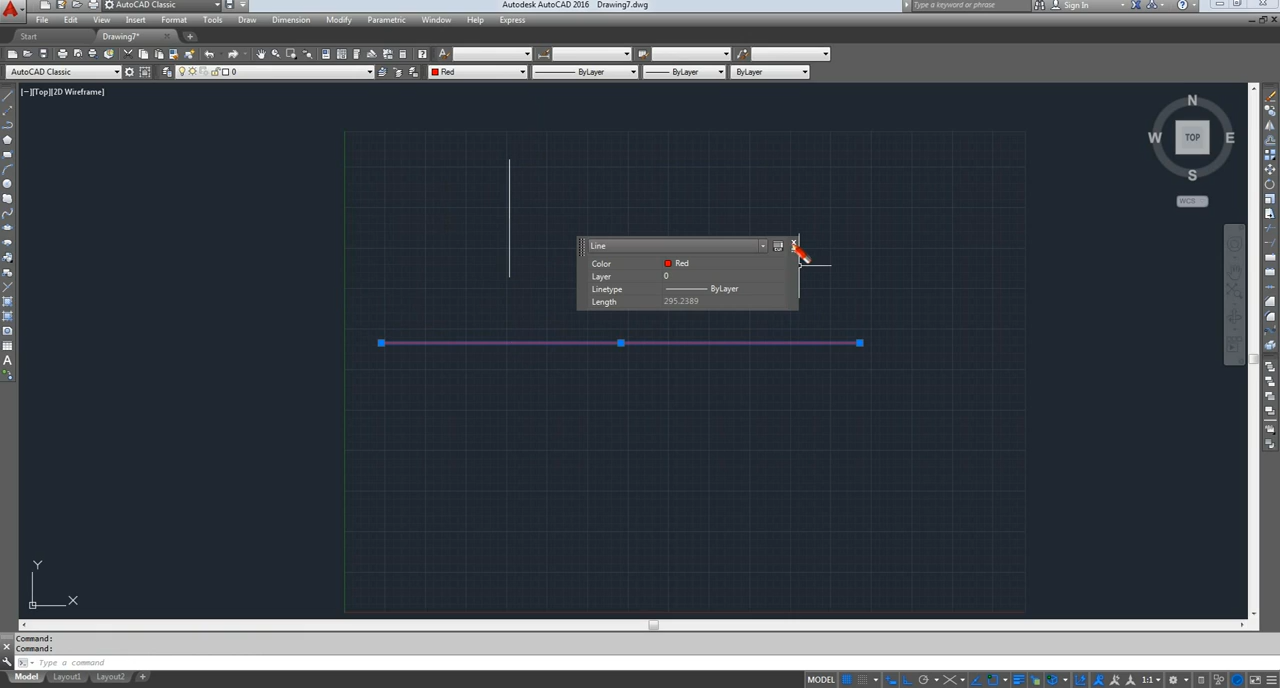 Autodesk AutoCAD 2016 Drawing7.dwg
AutoCAD Classic
Type a keyword or phrase
Sign In
File Edit View Insert Format Tools Draw Dimension Modify Parametric Window Help Express
Start Drawing7*
AutoCAD Classic 0 Red ByLayer ByLayer ByLayer
[−][Top][2D Wireframe]
N
W TOP E
S
WCS
Line
Color Red
Layer 0
Linetype ByLayer
Length 295.2389
Y
X
Command:
Command:
Type a command
Model Layout1 Layout2
MODEL 1:1